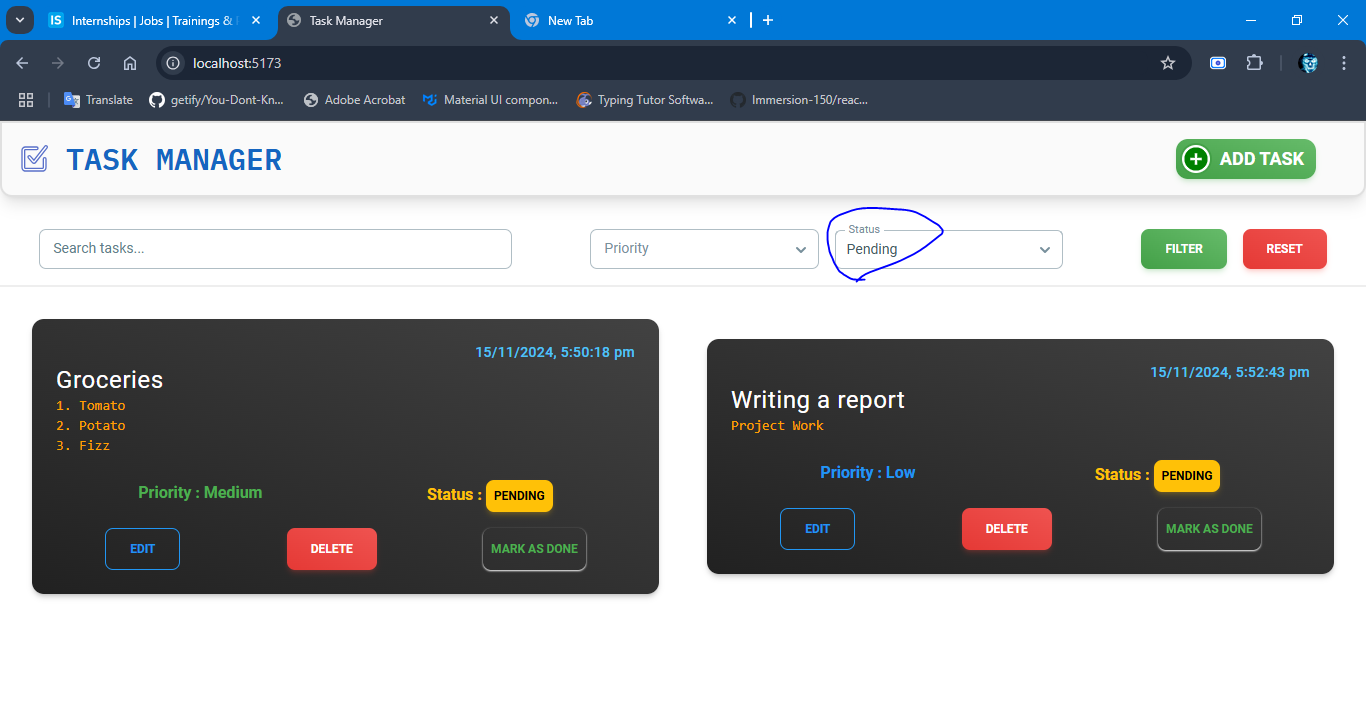 Internships | Jobs | Trainings &
Task Manager
New Tab
localhost:5173
Translate
getify/You-Dont-Kn...
Adobe Acrobat
Material UI compon...
Typing Tutor Softwa...
Immersion-150/reac...
TASK MANAGER
ADD TASK
Search tasks...
Priority
Status
Pending
FILTER
RESET
15/11/2024, 5:50:18 pm
Groceries
1. Tomato
2. Potato
3. Fizz
Priority : Medium
Status : PENDING
EDIT
DELETE
MARK AS DONE
15/11/2024, 5:52:43 pm
Writing a report
Project Work
Priority : Low
Status : PENDING
EDIT
DELETE
MARK AS DONE